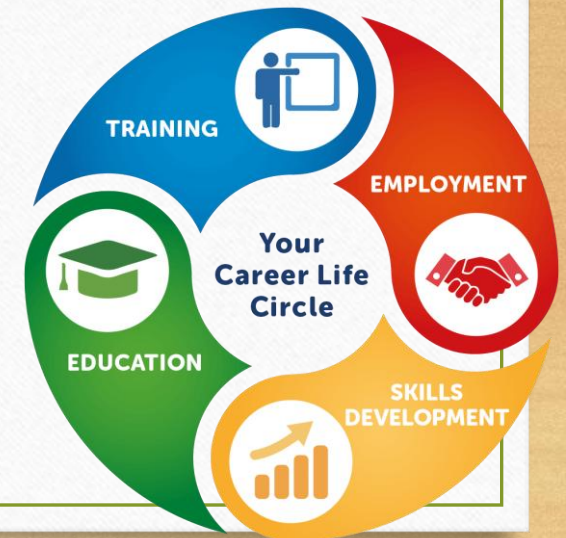 TRAINING
EMPLOYMENT
Your
Career Life
Circle
EDUCATION
SKILLS
DEVELOPMENT